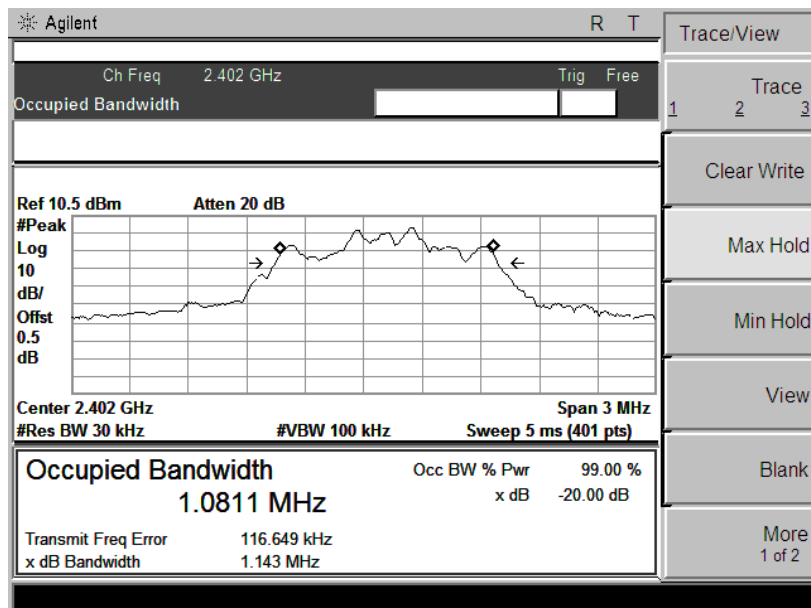 Agilent R T
Ch Freq 2.402 GHz Trig Free
Occupied Bandwidth
Ref 10.5 dBm Atten 20 dB
#Peak
Log
10
dB/
Offst
0.5
dB
Center 2.402 GHz Span 3 MHz
#Res BW 30 kHz #VBW 100 kHz Sweep 5 ms (401 pts)
Occupied Bandwidth Occ BW % Pwr 99.00 %
1.0811 MHz x dB -20.00 dB
Transmit Freq Error 116.649 kHz
x dB Bandwidth 1.143 MHz
Trace/View
Trace
1 2 3
Clear Write
Max Hold
Min Hold
View
Blank
More
1 of 2